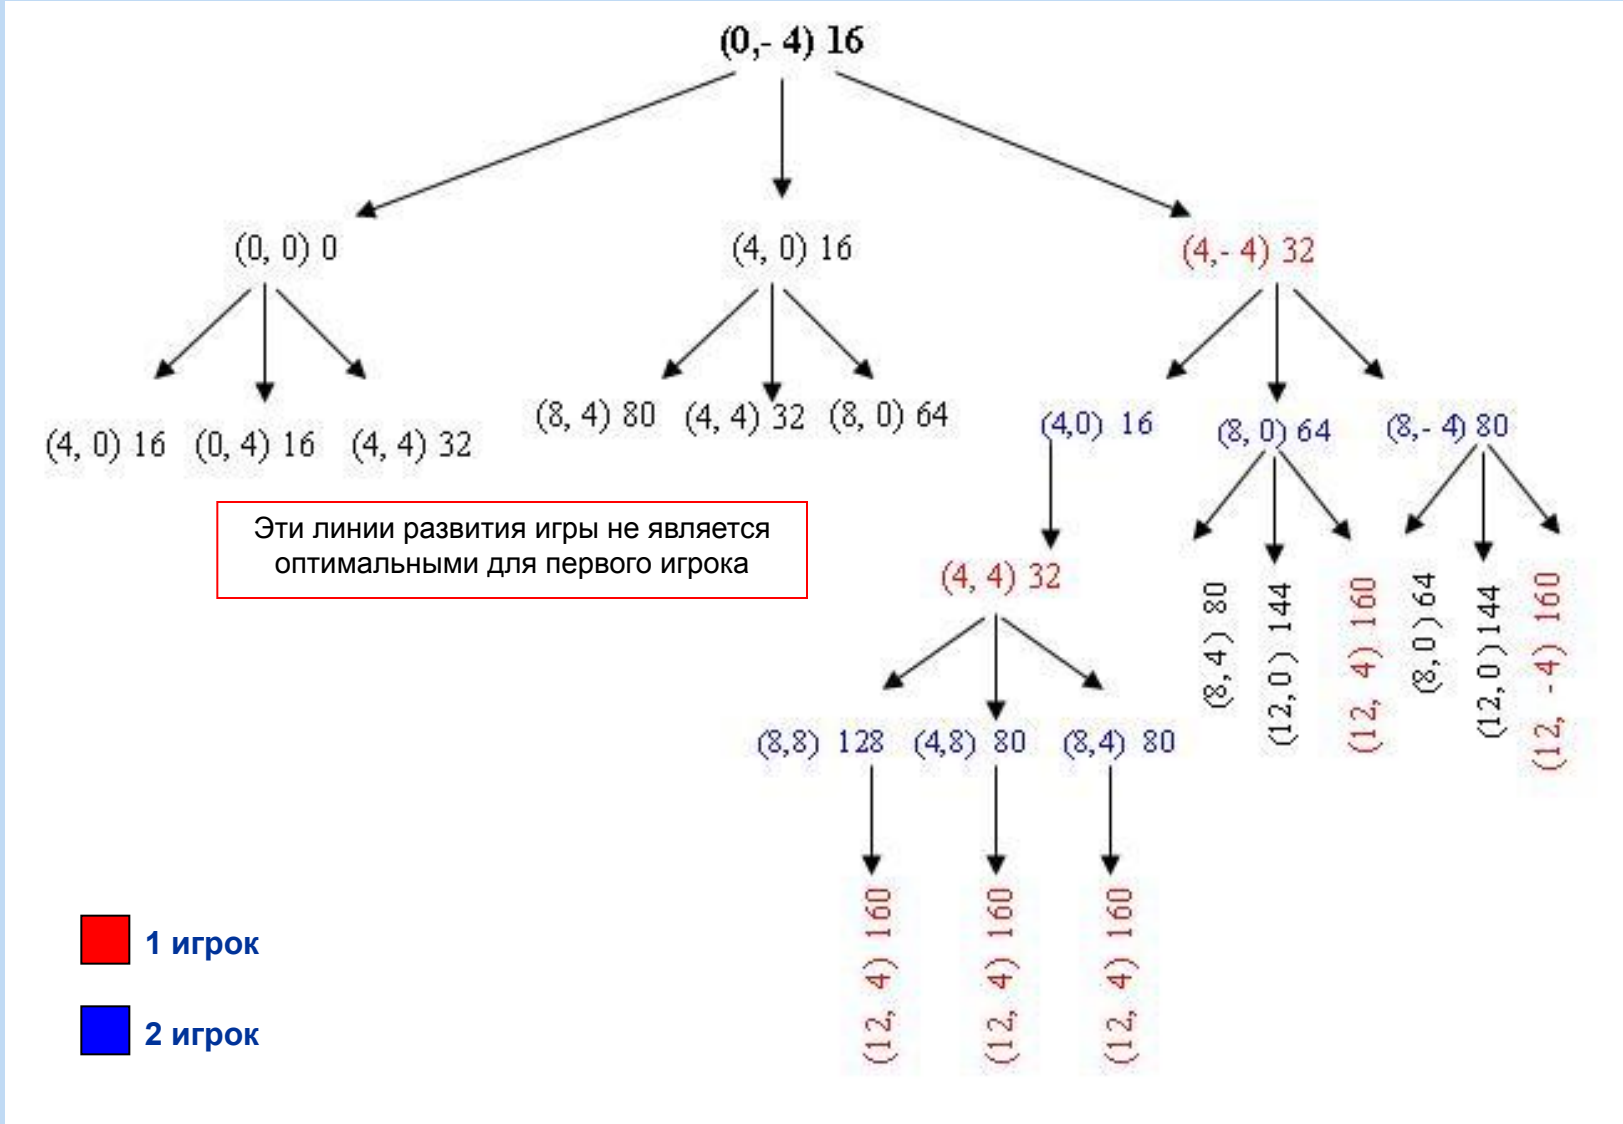 (0,- 4) 16
(0, 0) 0
(4, 0) 16
(4,- 4) 32
(4, 0) 16
(0, 4) 16
(4, 4) 32
(8, 4) 80
(4, 4) 32
(8, 0) 64
(4,0) 16
(8, 0) 64
(8,- 4) 80
Эти линии развития игры не является
оптимальными для первого игрока
(4, 4) 32
(8, 4) 80
(12, 0) 144
(12, 4) 160
(8, 0) 64
(12, 0) 144
(12, -4) 160
(8,8) 128
(4,8) 80
(8,4) 80
(12, 4) 160
(12, 4) 160
(12, 4) 160
1 игрок
2 игрок